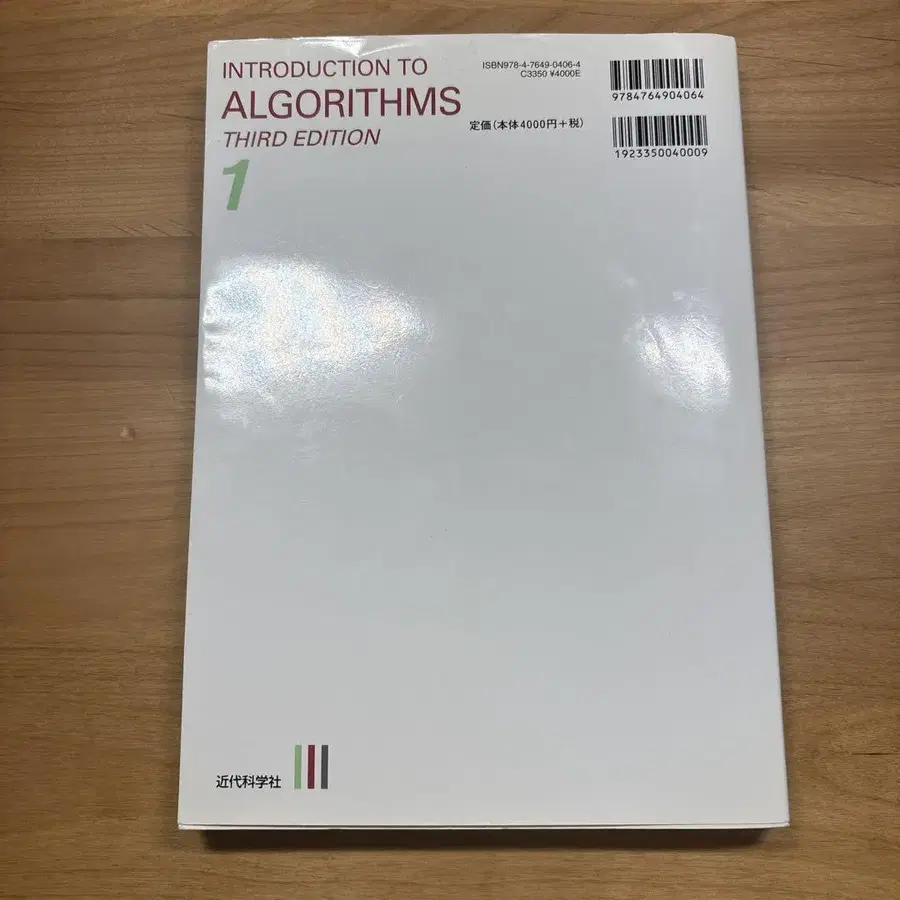 INTRODUCTION TO
ALGORITHMS
THIRD EDITION
1
ISBN978-4-7649-0406-4
C3350 ¥4000E
定価(本体4000円+税)
9784764904064
1923350040009
近代科学社